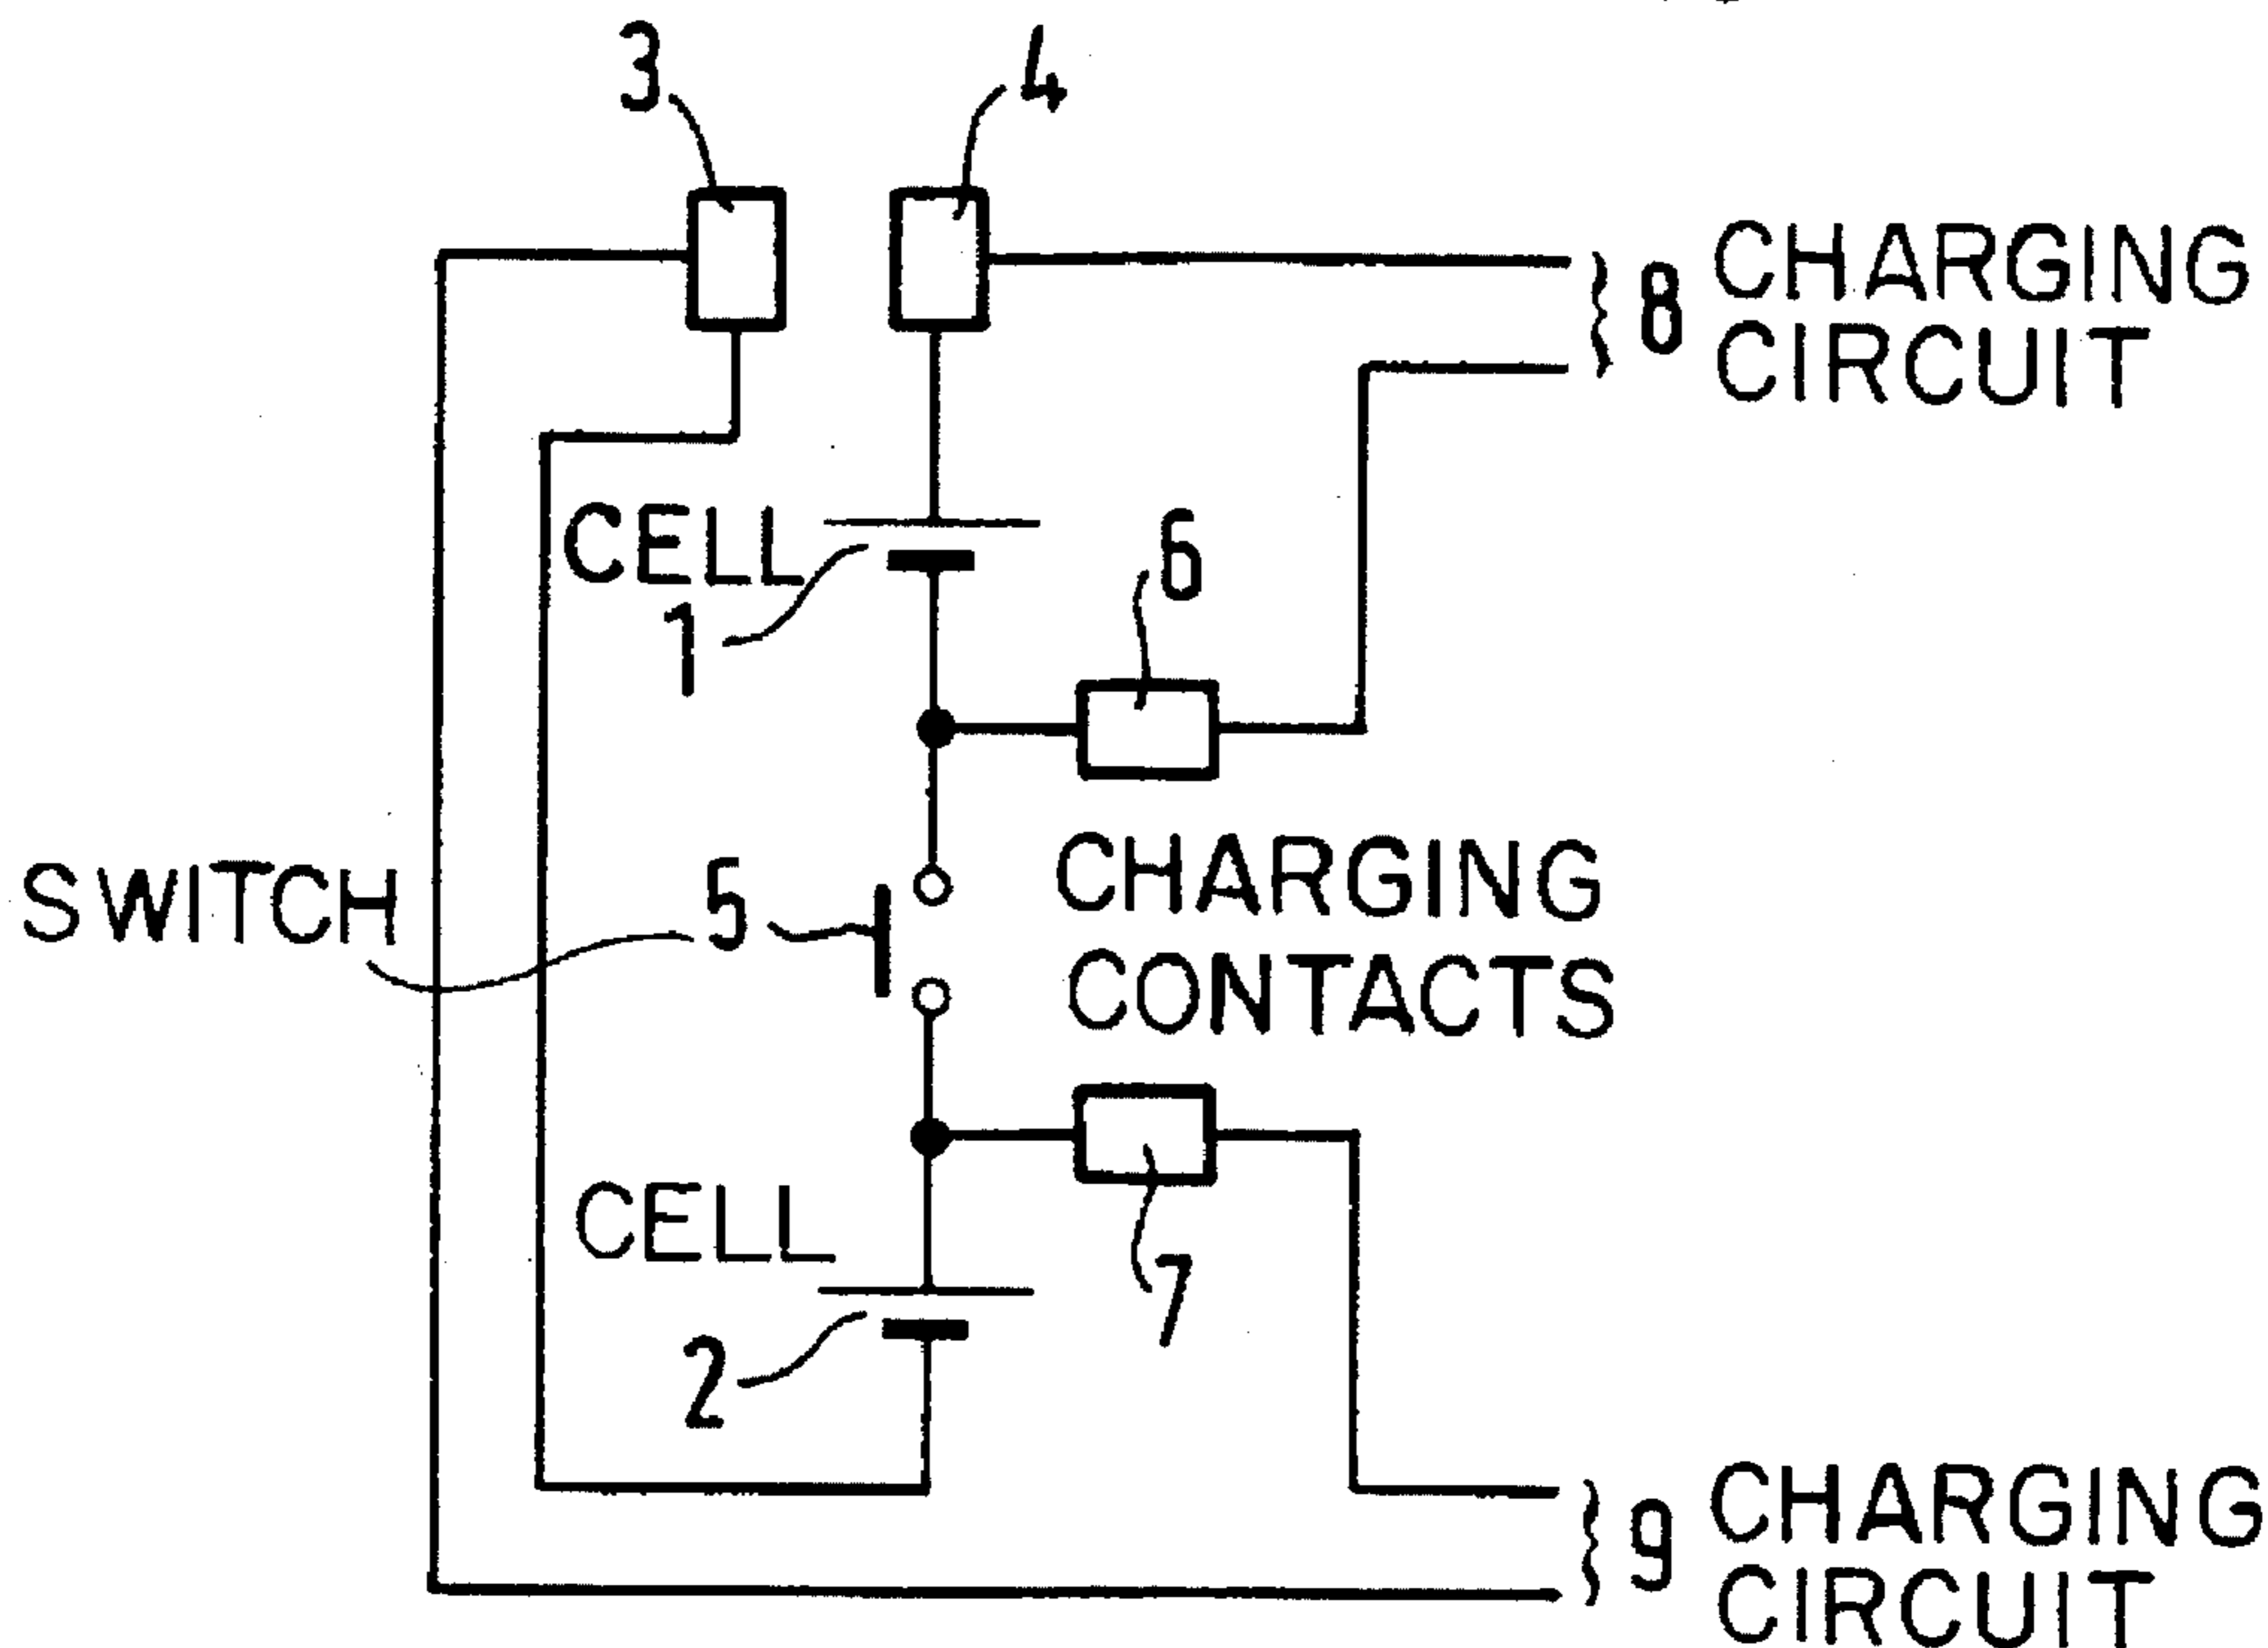 3
4
CHARGING
8
CIRCUIT
CELL
1
6
SWITCH
5
CHARGING
CONTACTS
CELL
2
7
CHARGING
9
CIRCUIT